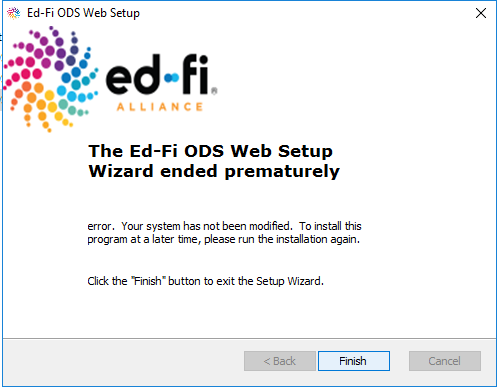 Ed-Fi ODS Web Setup
ed-fi®
ALLIANCE
The Ed-Fi ODS Web Setup
Wizard ended prematurely
error. Your system has not been modified. To install this
program at a later time, please run the installation again.
Click the "Finish" button to exit the Setup Wizard.
< Back Finish Cancel